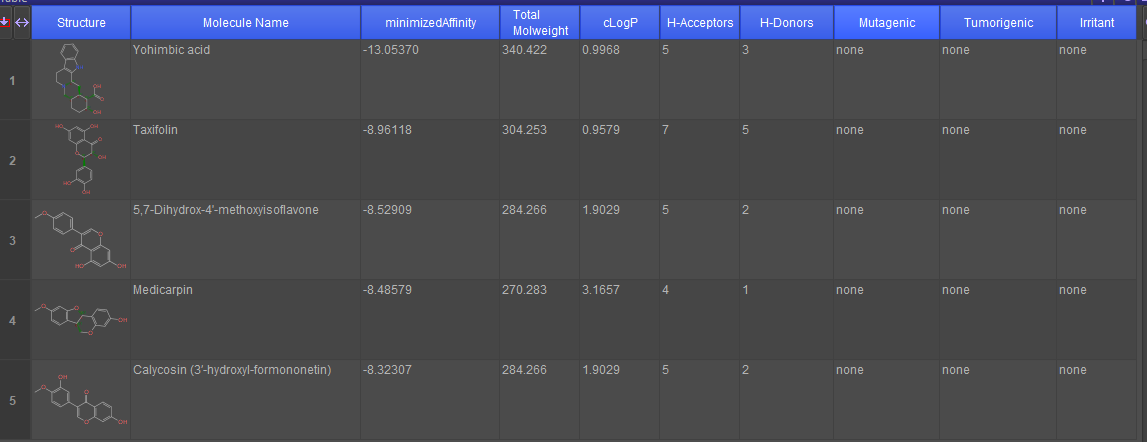 Table
Structure Molecule Name minimizedAffinity Total Molweight cLogP H-Acceptors H-Donors Mutagenic Tumorigenic Irritant
1 Yohimbic acid -13.05370 340.422 0.9968 5 3 none none none
2 Taxifolin -8.96118 304.253 0.9579 7 5 none none none
3 5,7-Dihydrox-4'-methoxyisoflavone -8.52909 284.266 1.9029 5 2 none none none
4 Medicarpin -8.48579 270.283 3.1657 4 1 none none none
5 Calycosin (3'-hydroxyl-formononetin) -8.32307 284.266 1.9029 5 2 none none none